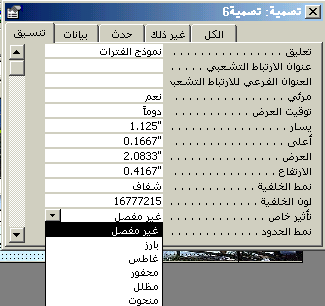 تصمية: تصمية6
تنسيق بيانات حدث غير ذلك الكل
تعليق نموذج الفترات
عنوان الارتباط التشعبي
العنوان الفرعي للارتباط التشعبي
مرئي نعم
توقيت العرض دوماً
يسار 1.125"
أعلى 0.1667"
العرض 2.0833"
الارتفاع 0.4167"
نمط الخلفية شفاف
لون الخلفية 16777215
تأثير خاص غير مفصل
نمط الحدود غير مفصل
بارز
غاطس
محفور
مظلل
منحوت